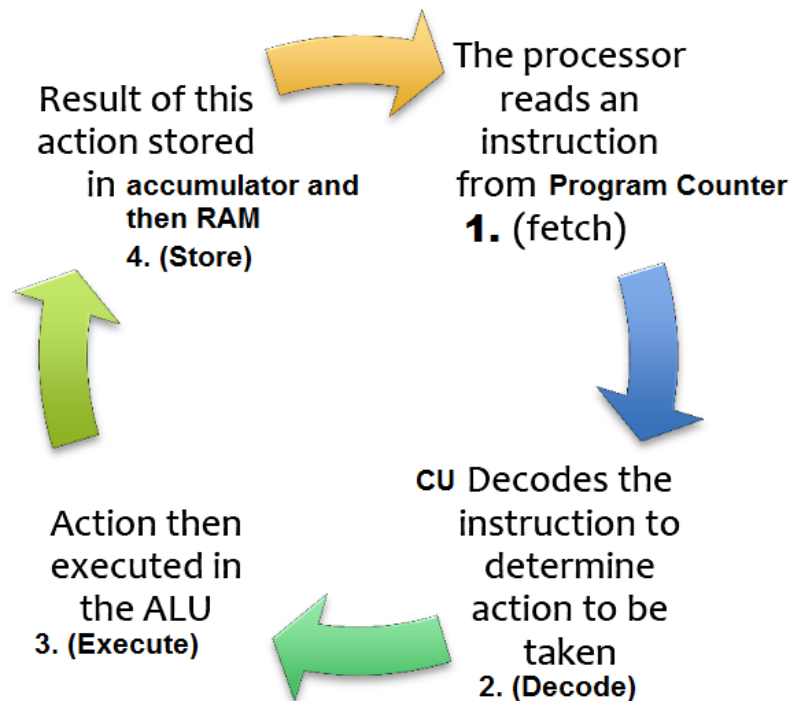 The processor
reads an
instruction
from Program Counter
1. (fetch)
CU Decodes the
instruction to
determine
action to be
taken
2. (Decode)
Action then
executed in
the ALU
3. (Execute)
Result of this
action stored
in accumulator and
then RAM
4. (Store)